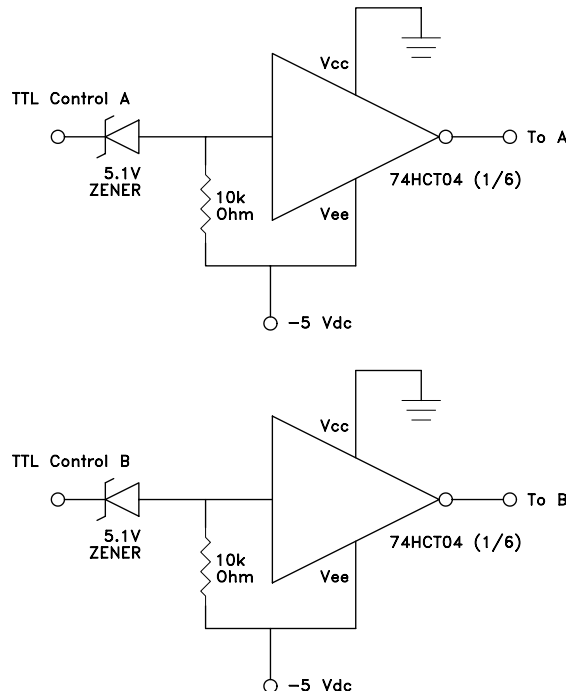 Vcc
TTL Control A
To A
5.1V
ZENER
10k
Ohm
74HCT04 (1/6)
Vee
-5 Vdc
Vcc
TTL Control B
To B
5.1V
ZENER
10k
Ohm
74HCT04 (1/6)
Vee
-5 Vdc